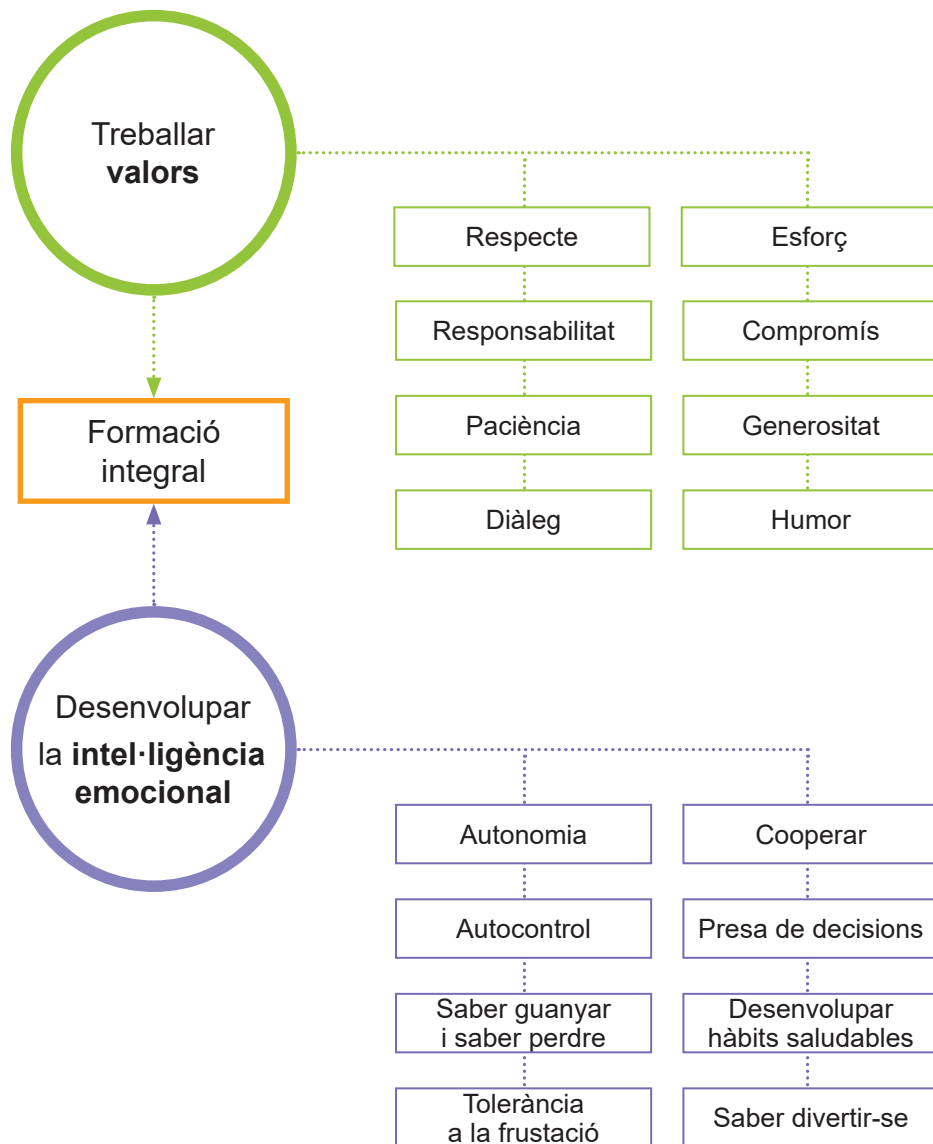 Treballar
valors
Respecte
Esforç
Responsabilitat
Compromís
Paciència
Generositat
Diàleg
Humor
Formació
integral
Desenvolupar
la intel·ligència
emocional
Autonomia
Cooperar
Autocontrol
Presa de decisions
Saber guanyar
i saber perdre
Desenvolupar
hàbits saludables
Tolerància
a la frustació
Saber divertir-se